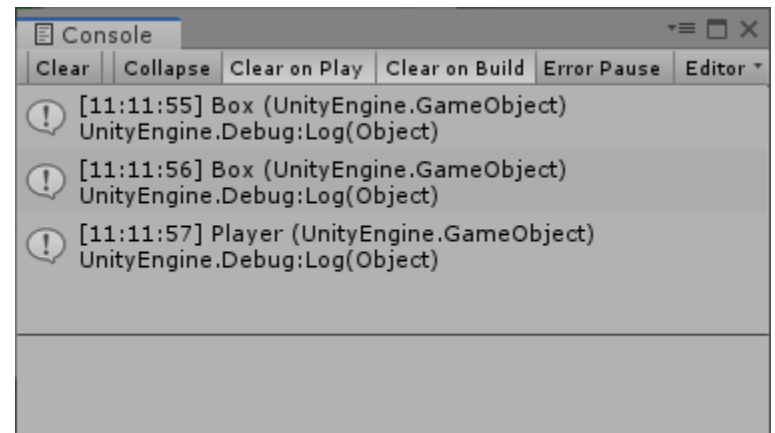 Console
Clear Collapse Clear on Play Clear on Build Error Pause Editor
[11:11:55] Box (UnityEngine.GameObject)
UnityEngine.Debug:Log(Object)
[11:11:56] Box (UnityEngine.GameObject)
UnityEngine.Debug:Log(Object)
[11:11:57] Player (UnityEngine.GameObject)
UnityEngine.Debug:Log(Object)